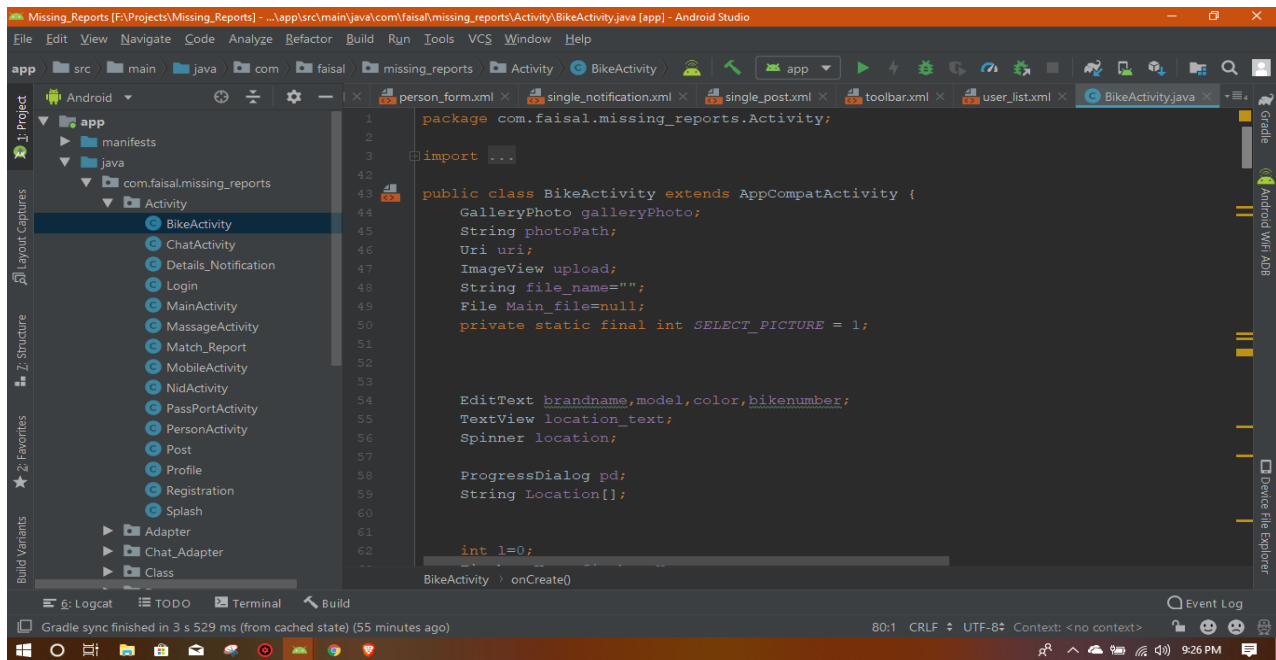 Missing_Reports [F:\Projects\Missing_Reports] - ...\app\src\main\java\com\faisal\missing_reports\Activity\BikeActivity.java [app] - Android Studio
File Edit View Navigate Code Analyze Refactor Build Run Tools VCS Window Help
app src main java com faisal missing_reports Activity BikeActivity app
Android person_form.xml single_notification.xml single_post.xml toolbar.xml user_list.xml BikeActivity.java
1: Project
Layout Captures
Z: Structure
2: Favorites
Build Variants
app
manifests
java
com.faisal.missing_reports
Activity
BikeActivity
ChatActivity
Details_Notification
Login
MainActivity
MassageActivity
Match_Report
MobileActivity
NidActivity
PassPortActivity
PersonActivity
Post
Profile
Registration
Splash
Adapter
Chat_Adapter
Class
1 package com.faisal.missing_reports.Activity;
2
3 import ...
42
43 public class BikeActivity extends AppCompatActivity {
44 GalleryPhoto galleryPhoto;
45 String photoPath;
46 Uri uri;
47 ImageView upload;
48 String file_name="";
49 File Main_file=null;
50 private static final int SELECT_PICTURE = 1;
51
52
53
54 EditText brandname,model,color,bikenumber;
55 TextView location_text;
56 Spinner location;
57
58 ProgressDialog pd;
59 String Location[];
60
61
62 int l=0;
BikeActivity > onCreate()
Gradle
Android WiFi ADB
Device File Explorer
6: Logcat TODO Terminal Build Event Log
Gradle sync finished in 3 s 529 ms (from cached state) (55 minutes ago) 80:1 CRLF UTF-8 Context: <no context>
9:26 PM